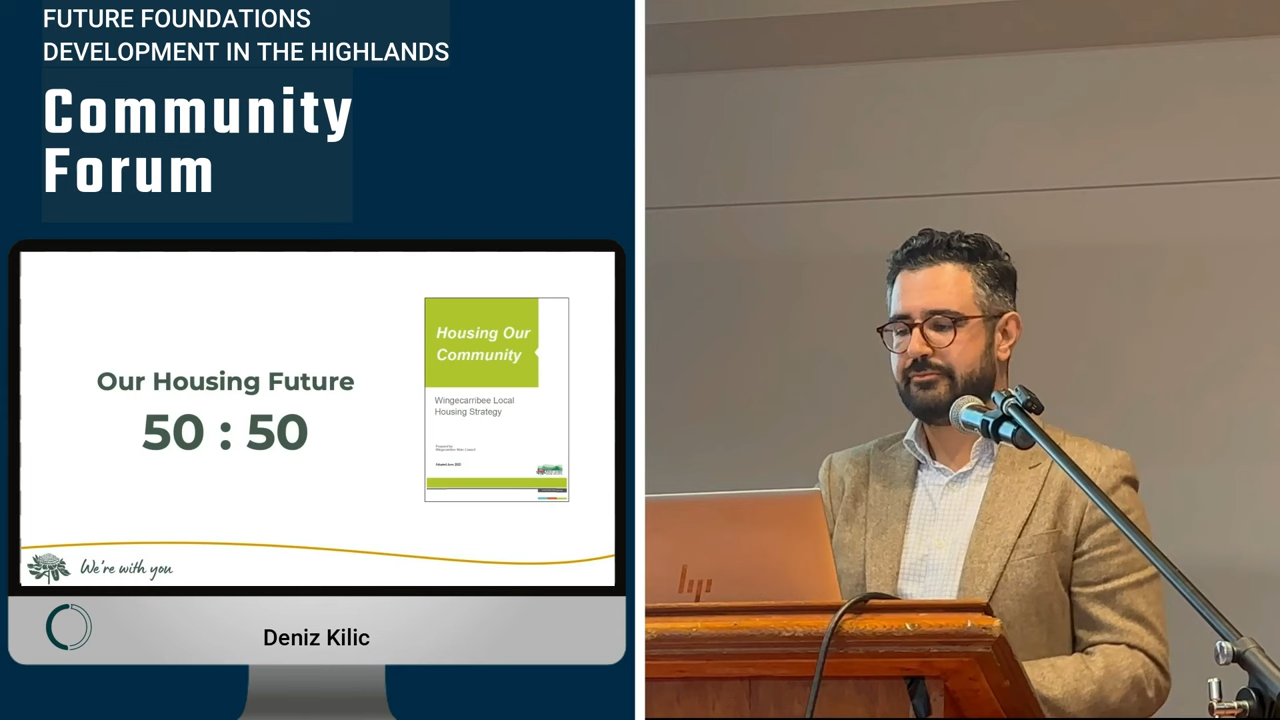 FUTURE FOUNDATIONS
DEVELOPMENT IN THE HIGHLANDS
Community
Forum
Our Housing Future
50 : 50
Housing Our
Community
Wingecarribee Local
Housing Strategy
We're with you
Deniz Kilic
hp